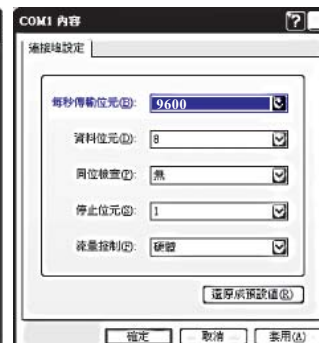 COM1 內容
連接埠設定
每秒傳輸位元(B): 9600
資料位元(D): 8
同位檢查(P): 無
停止位元(S): 1
流量控制(F): 硬體
還原成預設值(R)
確定 取消 套用(A)